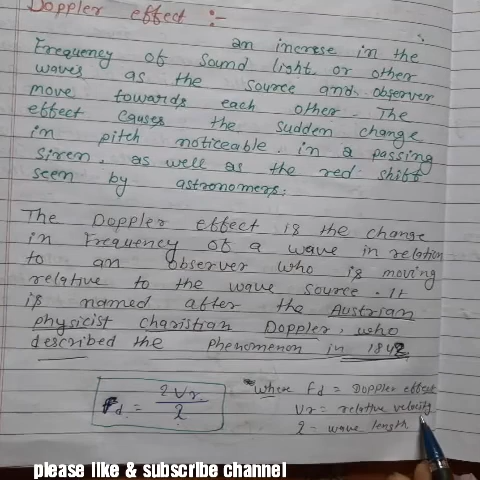 Doppler effect :-
an increse in the
Frequency of sound light or other
waves as the source and observer
move towards each other. The
effect causes the sudden change
in pitch noticeable in a passing
siren, as well as the red shift
seen by astronomers.
The Doppler effect is the change
in Frequency of a wave in relation
to an observer who is moving
relative to the wave source. It
is named after the Austrian
physicist charistian Doppler, who
described the phenomenon in 1842
Fd = 2Vr / λ
where Fd = Doppler effect
Vr = relative velocity
λ = wave length.
please like & subscribe channel